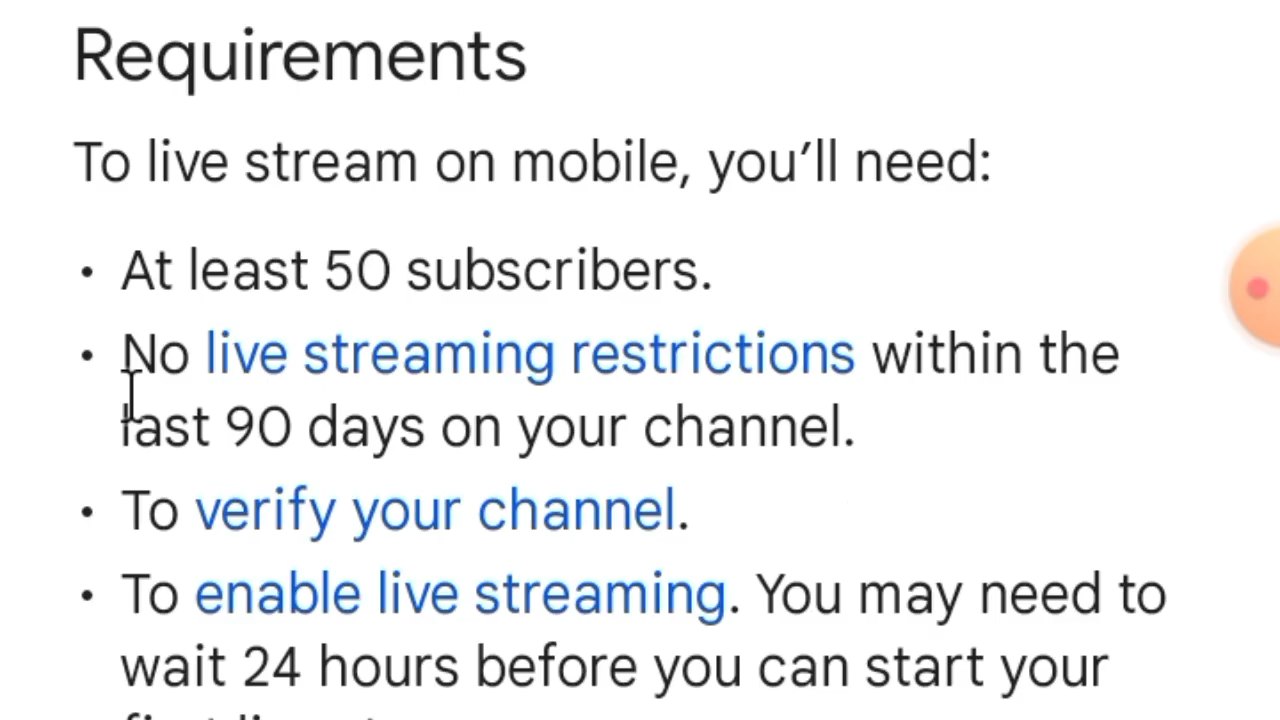 Requirements
To live stream on mobile, you’ll need:
• At least 50 subscribers.
• No live streaming restrictions within the
last 90 days on your channel.
• To verify your channel.
• To enable live streaming. You may need to
wait 24 hours before you can start your